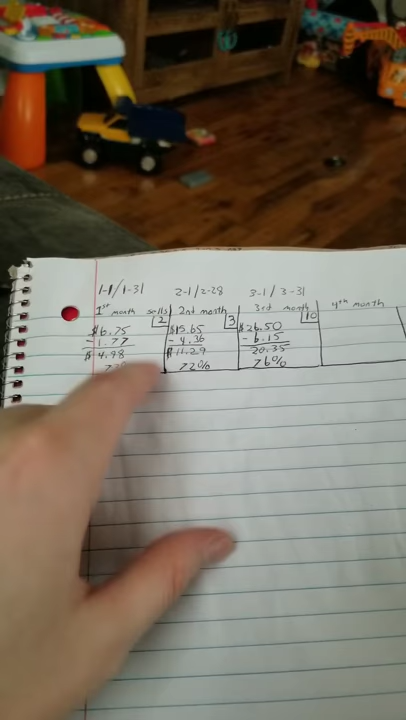 1-1/1-31 2-1/2-28 3-1/3-31
1st month sells 2nd month 3rd month 4th month
2 3 10
$6.75 $15.65 $26.50
- 1.77 - 4.36 - 6.15
$ 4.98 $ 11.29 20.35
72% 76%